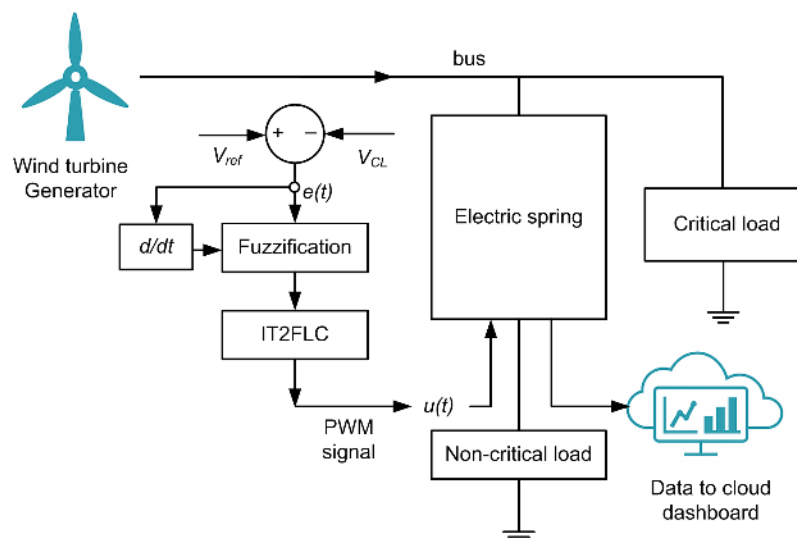 bus
Wind turbine
Generator
+
−
V_ref
V_CL
e(t)
d/dt
Fuzzification
Electric spring
Critical load
IT2FLC
u(t)
PWM
signal
Non-critical load
Data to cloud
dashboard